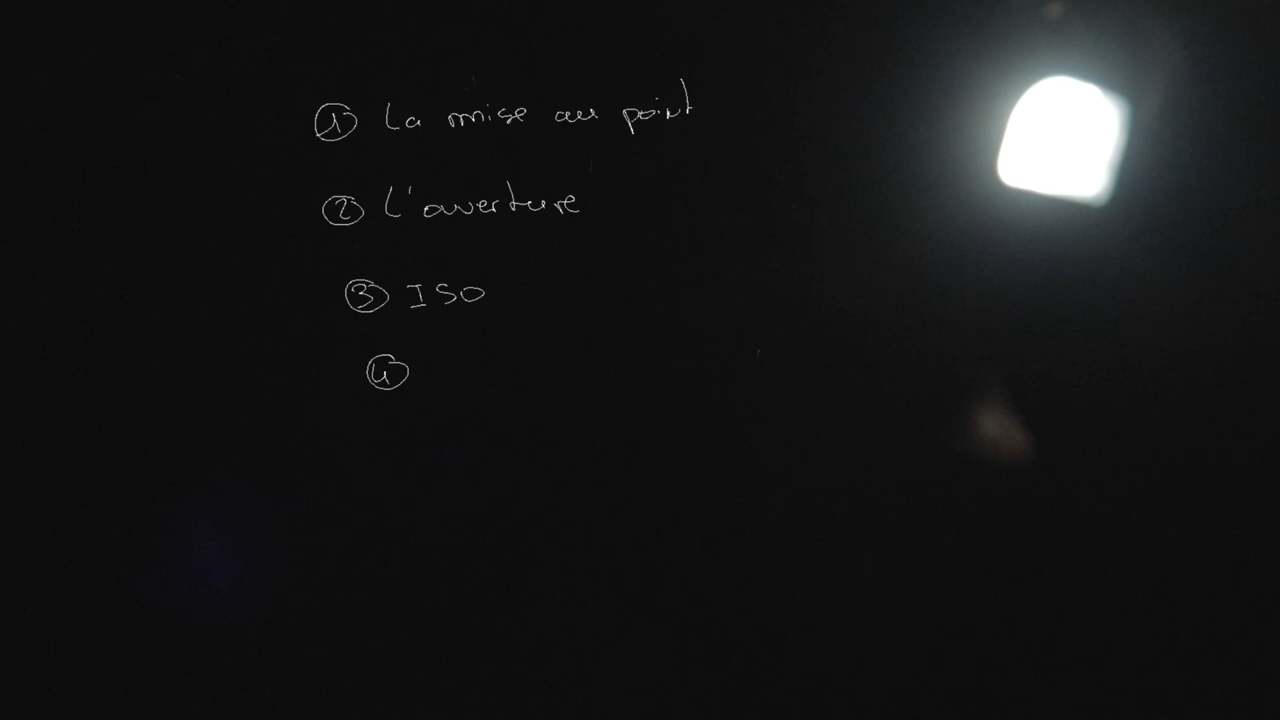 ① La mise au point
② L'ouverture
③ ISO
④